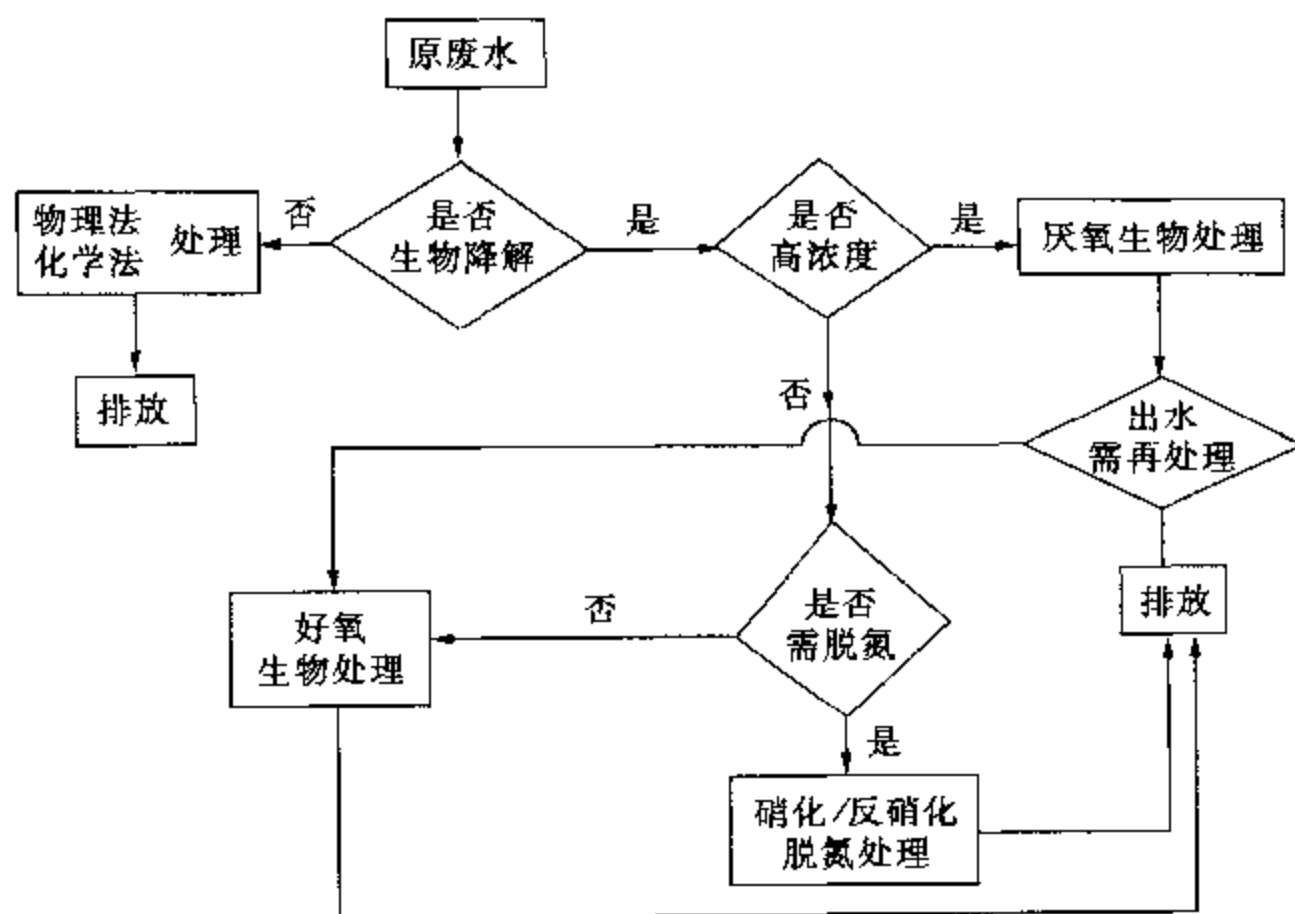 原废水
是否
生物降解
否
物理法
化学法
处理
排放
是
是否
高浓度
是
厌氧生物处理
否
出水
需再处理
好氧
生物处理
否
是否
需脱氮
排放
是
硝化/反硝化
脱氮处理